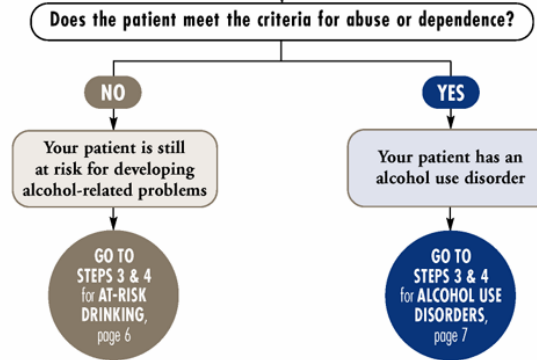 Does the patient meet the criteria for abuse or dependence?
NO
YES
Your patient is still
at risk for developing
alcohol-related problems
Your patient has an
alcohol use disorder
GO TO
STEPS 3 & 4
for AT-RISK
DRINKING,
page 6
GO TO
STEPS 3 & 4
for ALCOHOL USE
DISORDERS,
page 7